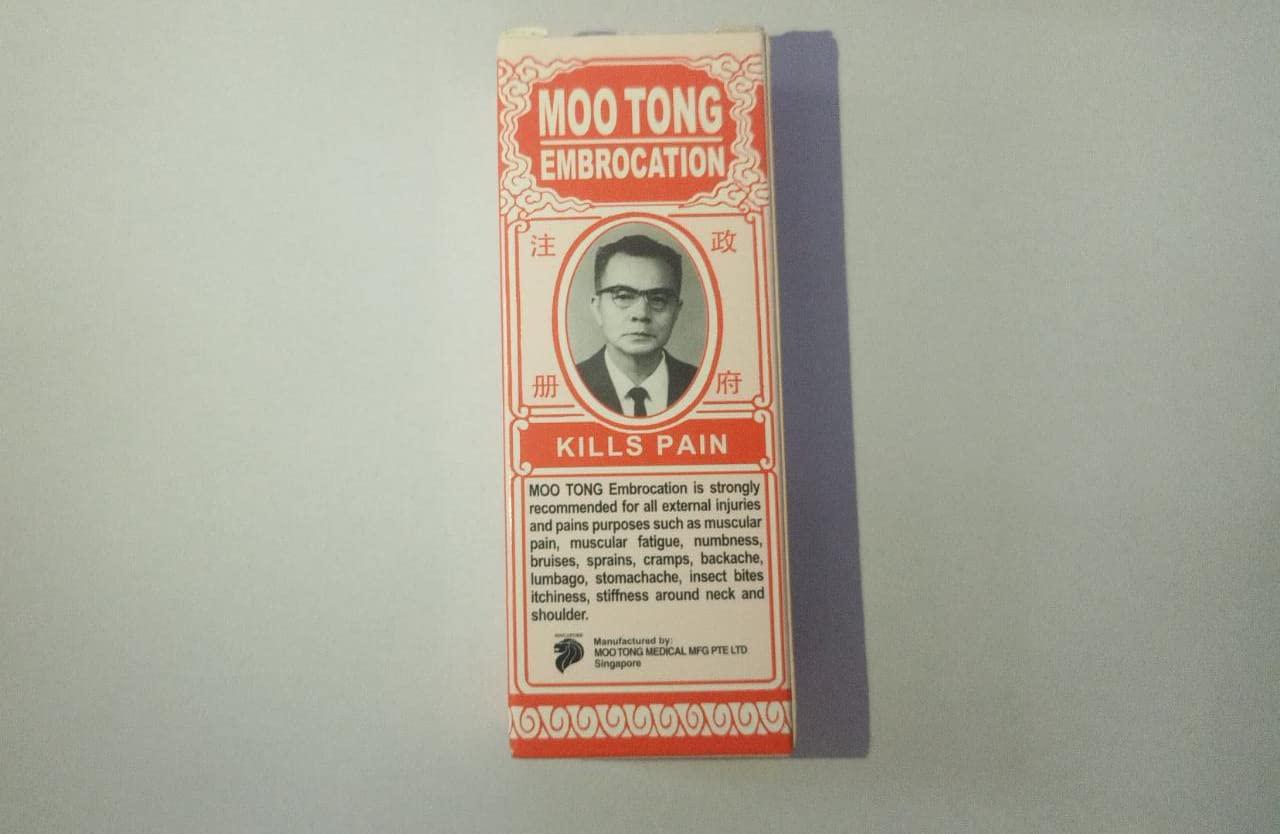 MOO TONG
EMBROCATION
注 政
册 府
KILLS PAIN
MOO TONG Embrocation is strongly
recommended for all external injuries
and pains purposes such as muscular
pain, muscular fatigue, numbness,
bruises, sprains, cramps, backache,
lumbago, stomachache, insect bites
itchiness, stiffness around neck and
shoulder.
SINGAPORE
Manufactured by:
MOO TONG MEDICAL MFG PTE LTD
Singapore